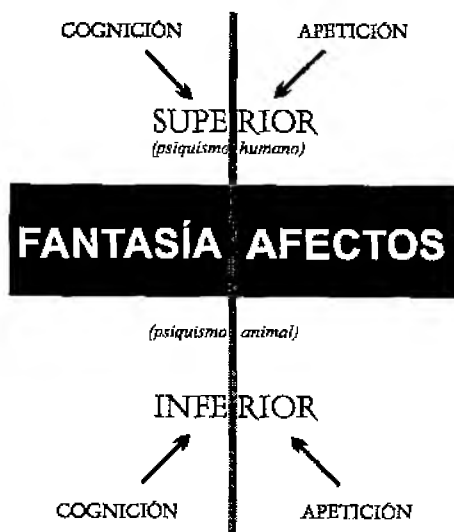 COGNICIÓN APETICIÓN
SUPERIOR
(psiquismo humano)
FANTASÍA AFECTOS
(psiquismo animal)
INFERIOR
COGNICIÓN APETICIÓN